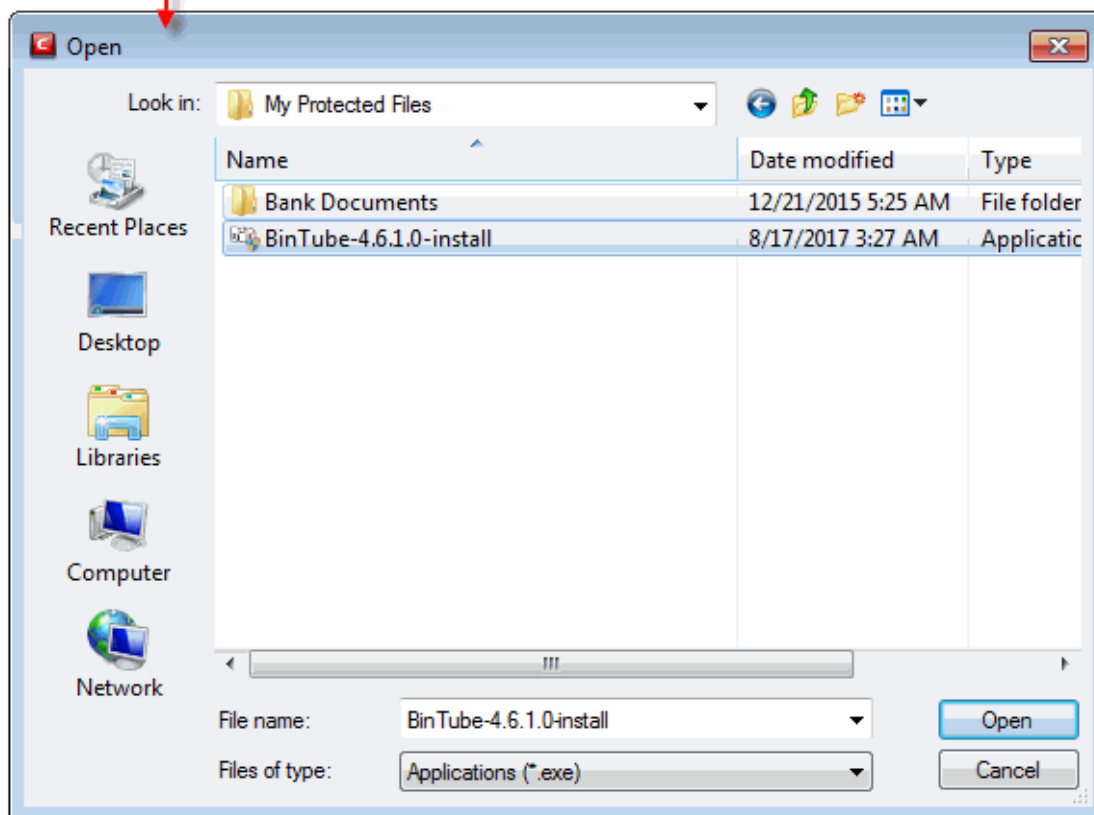 Open
Look in: My Protected Files
Name Date modified Type
Bank Documents 12/21/2015 5:25 AM File folder
BinTube-4.6.1.0-install 8/17/2017 3:27 AM Applicatic
Recent Places
Desktop
Libraries
Computer
Network
File name: BinTube-4.6.1.0-install Open
Files of type: Applications (*.exe) Cancel